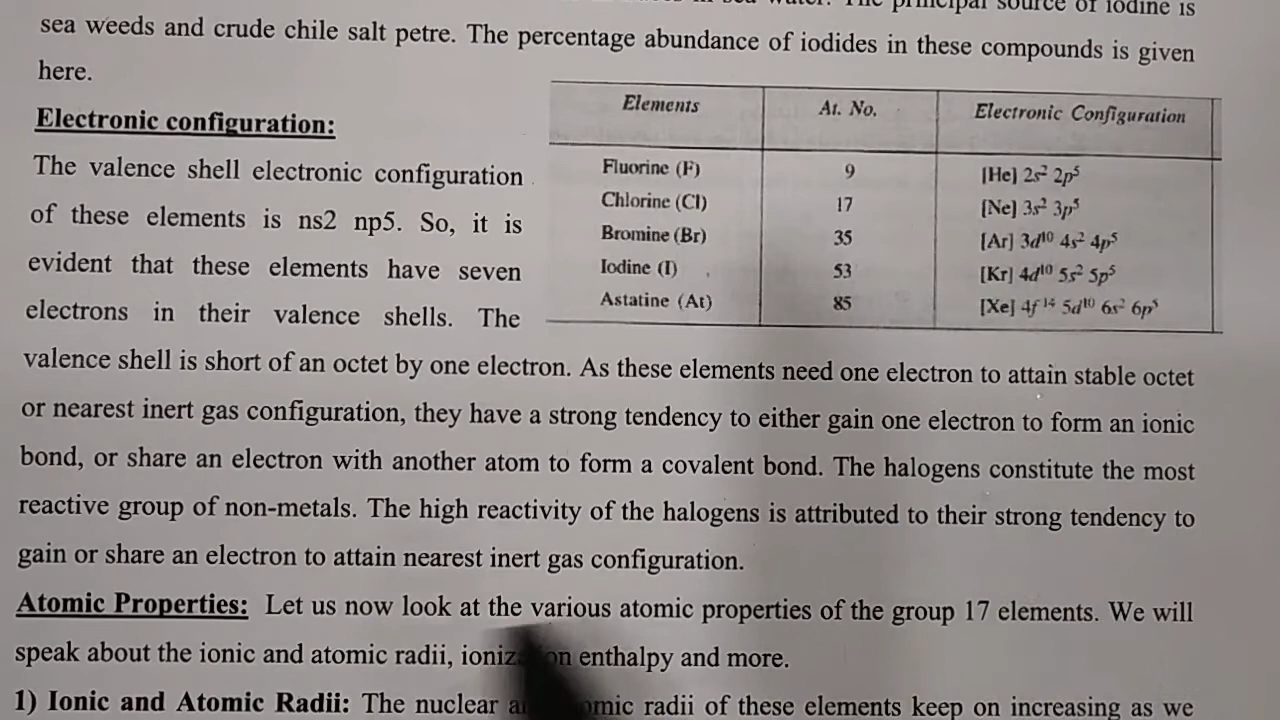 sea water. The principal source of iodine is
sea weeds and crude chile salt petre. The percentage abundance of iodides in these compounds is given
here.
Elements At. No. Electronic Configuration
Fluorine (F) 9 [He] 2s² 2p⁵
Chlorine (Cl) 17 [Ne] 3s² 3p⁵
Bromine (Br) 35 [Ar] 3d¹⁰ 4s² 4p⁵
Iodine (I) 53 [Kr] 4d¹⁰ 5s² 5p⁵
Astatine (At) 85 [Xe] 4f¹⁴ 5d¹⁰ 6s² 6p⁵
Electronic configuration:
The valence shell electronic configuration
of these elements is ns2 np5. So, it is
evident that these elements have seven
electrons in their valence shells. The
valence shell is short of an octet by one electron. As these elements need one electron to attain stable octet
or nearest inert gas configuration, they have a strong tendency to either gain one electron to form an ionic
bond, or share an electron with another atom to form a covalent bond. The halogens constitute the most
reactive group of non-metals. The high reactivity of the halogens is attributed to their strong tendency to
gain or share an electron to attain nearest inert gas configuration.
Atomic Properties: Let us now look at the various atomic properties of the group 17 elements. We will
speak about the ionic and atomic radii, enthalpy and more.
1) Ionic and Atomic Radii: The nuclear radii of these elements keep on increasing as we